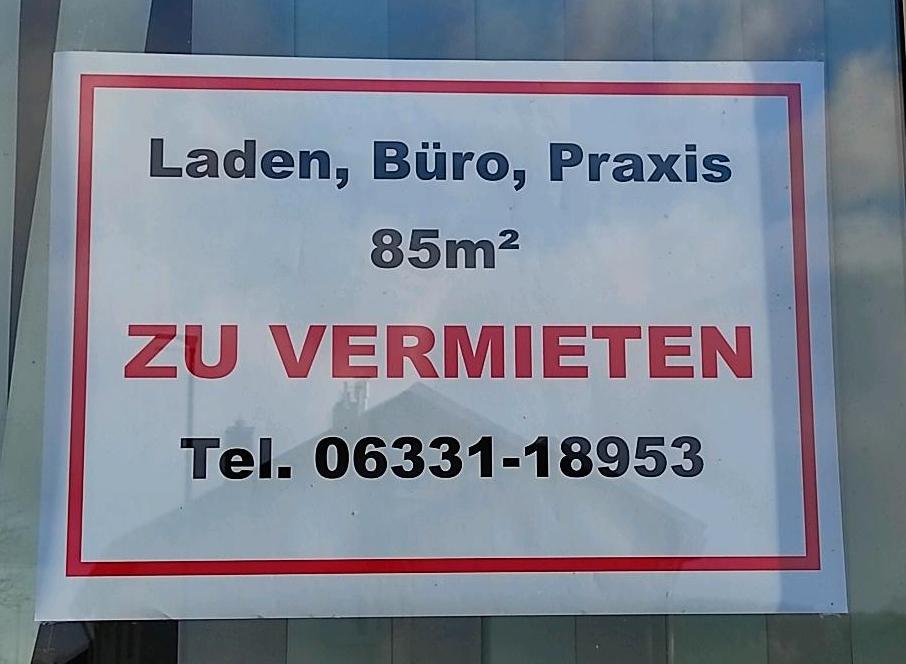 Laden, Büro, Praxis
85m²
ZU VERMIETEN
Tel. 06331-18953